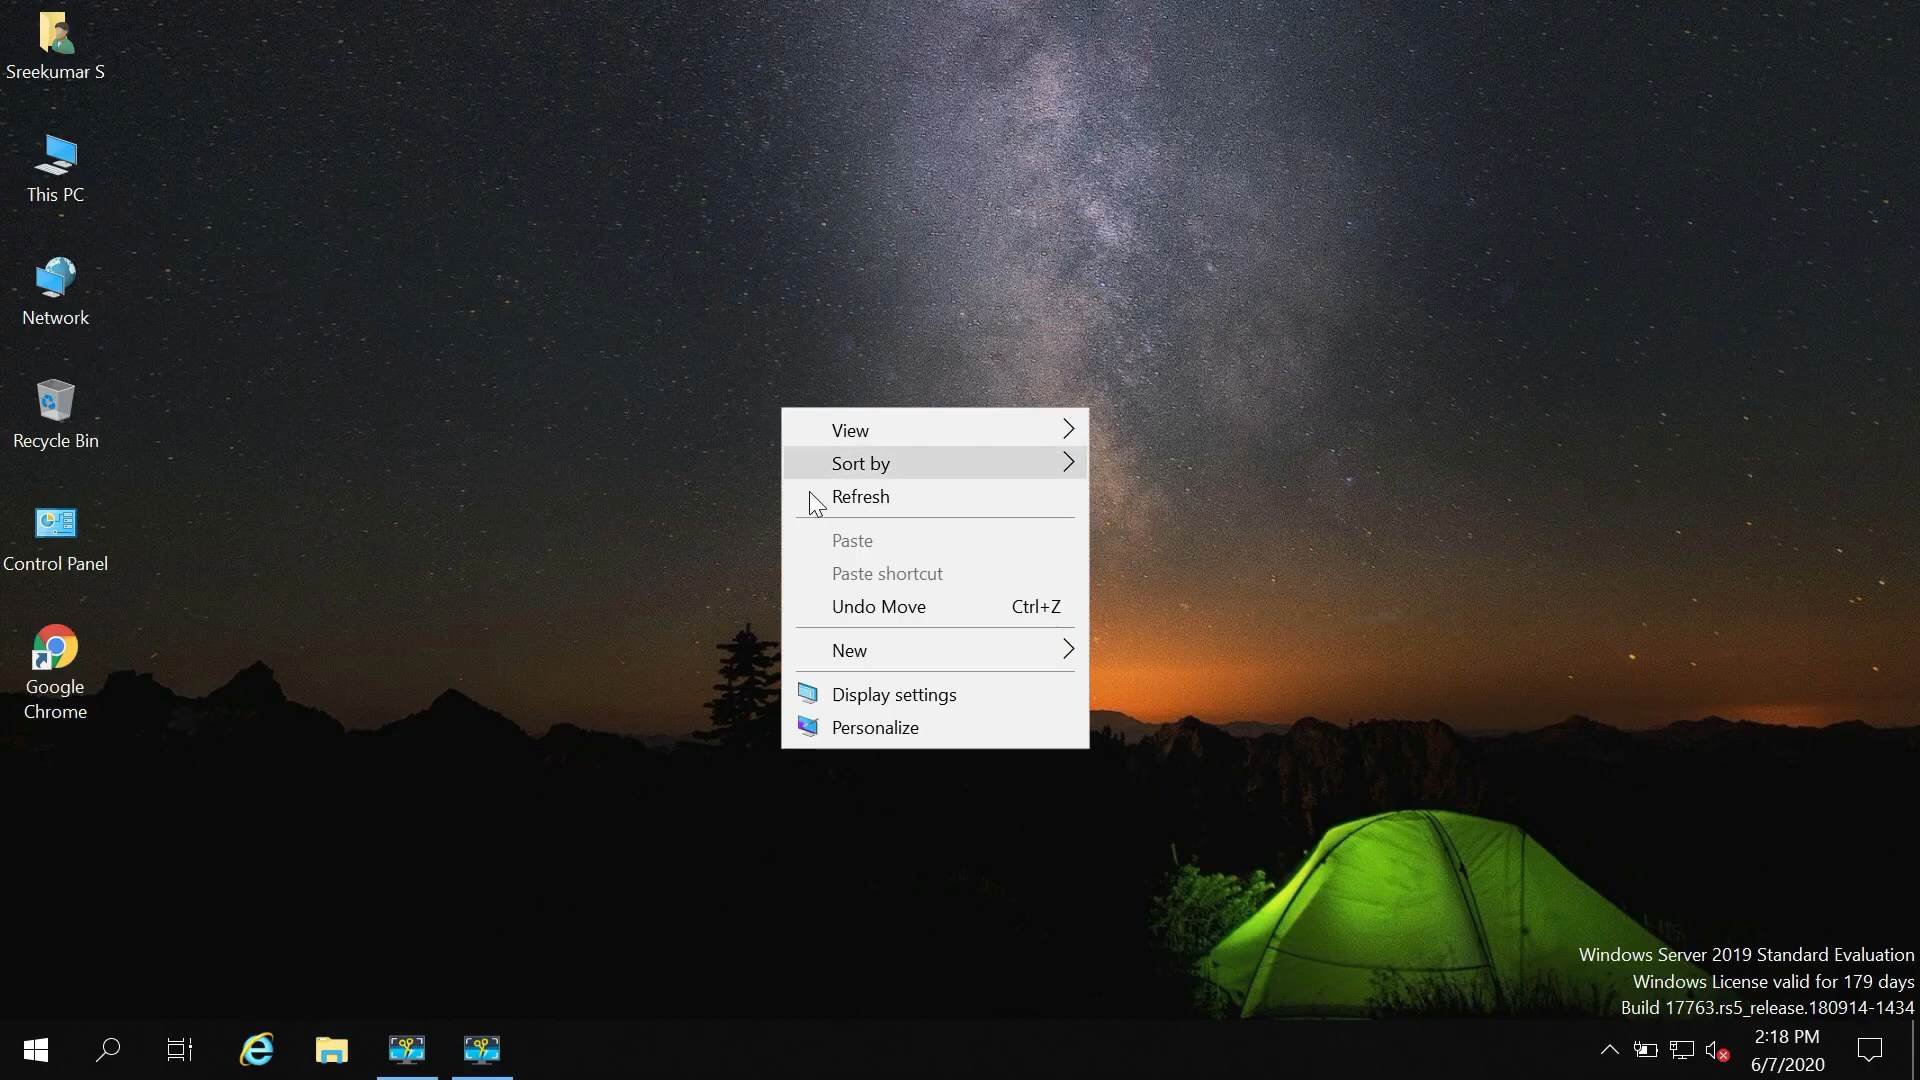 Sreekumar S
This PC
Network
Recycle Bin
Control Panel
Google
Chrome
View
Sort by
Refresh
Paste
Paste shortcut
Undo Move Ctrl+Z
New
Display settings
Personalize
Windows Server 2019 Standard Evaluation
Windows License valid for 179 days
Build 17763.rs5_release.180914-1434
2:18 PM
6/7/2020